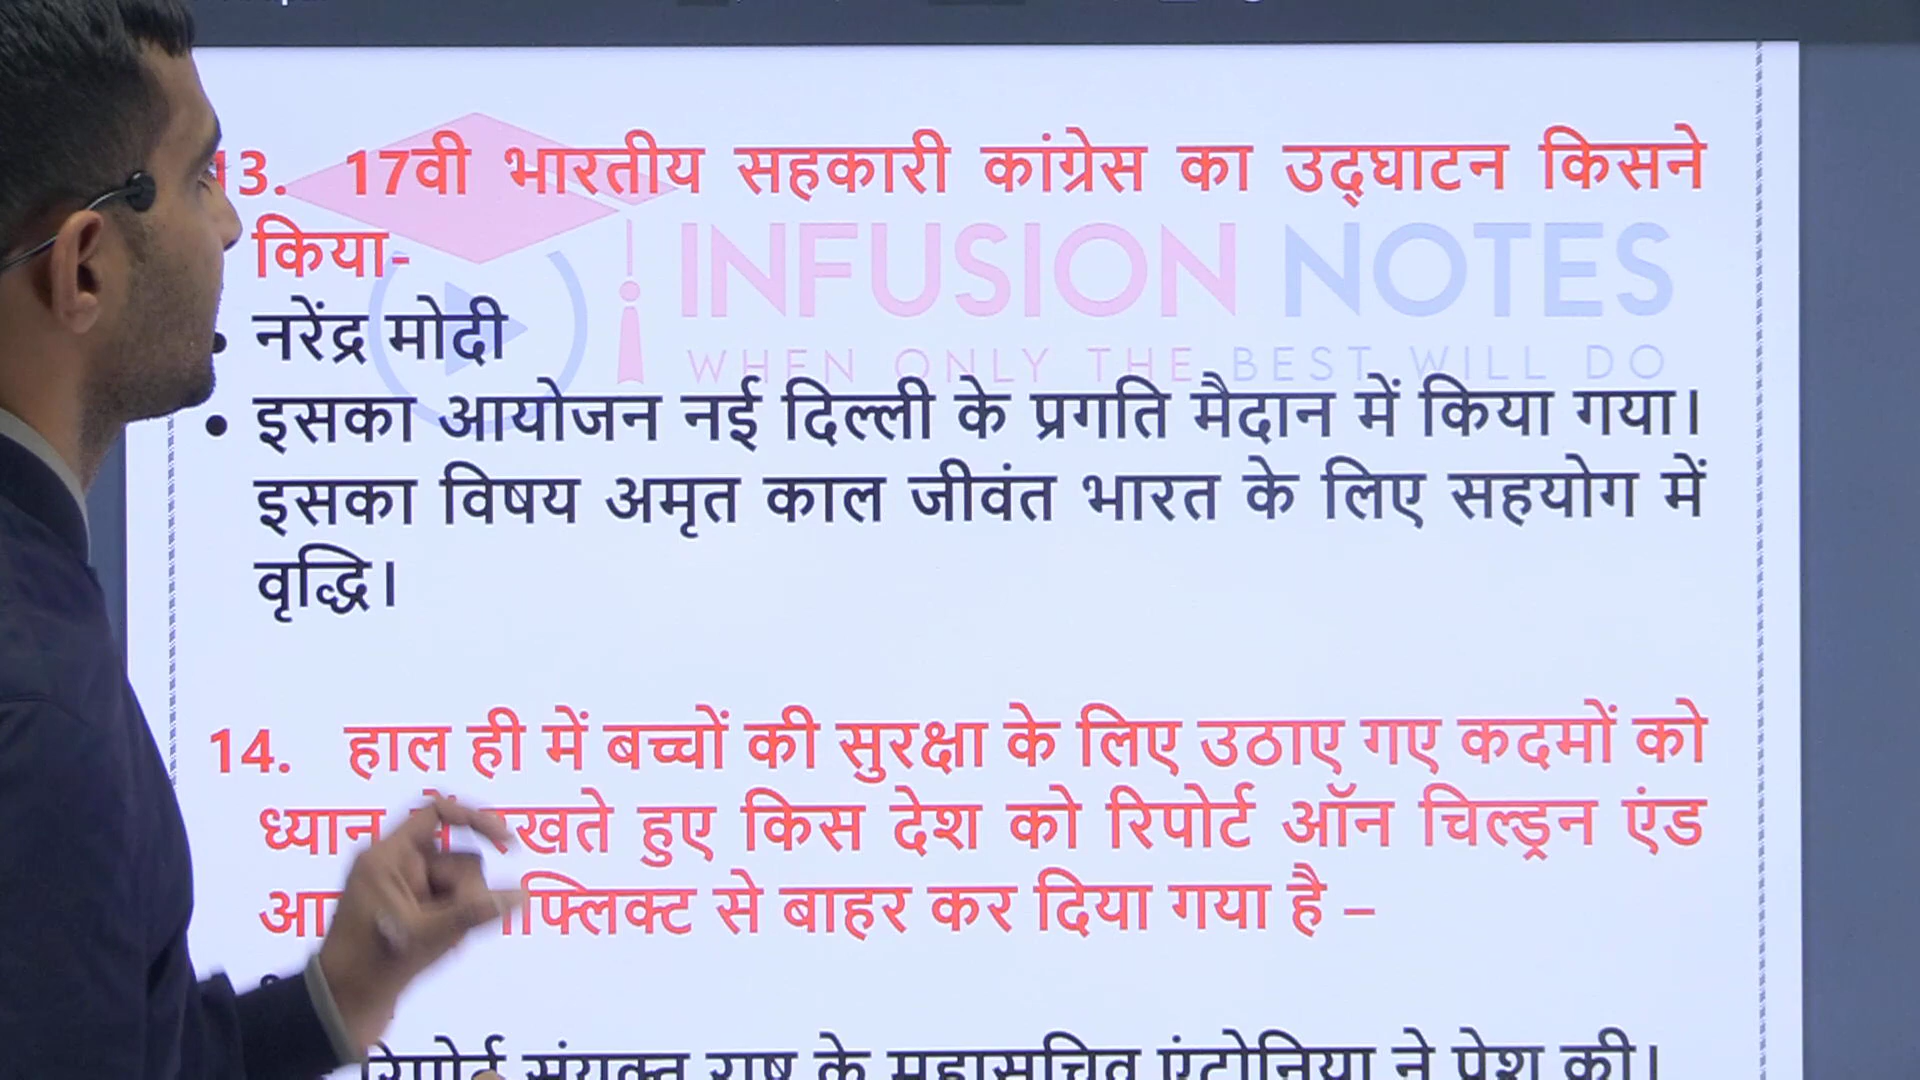 13. 17वी भारतीय सहकारी कांग्रेस का उद्घाटन किसने
किया-
INFUSION NOTES
WHEN ONLY THE BEST WILL DO
• नरेंद्र मोदी
• इसका आयोजन नई दिल्ली के प्रगति मैदान में किया गया।
इसका विषय अमृत काल जीवंत भारत के लिए सहयोग में
वृद्धि।
14. हाल ही में बच्चों की सुरक्षा के लिए उठाए गए कदमों को
ध्यान रखते हुए किस देश को रिपोर्ट ऑन चिल्ड्रन एंड
से बाहर कर दिया गया है –
रिपोर्ट संयुक्त राष्ट्र के महासचिव एंटोनिया ने पेश की।